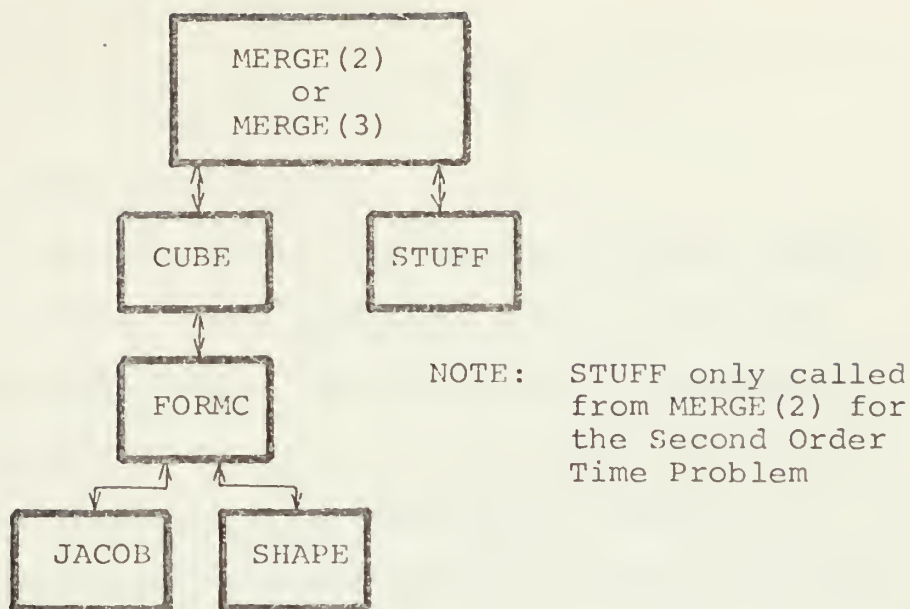 MERGE(2)
or
MERGE(3)
CUBE
STUFF
FORMC
NOTE: STUFF only called
from MERGE(2) for
the Second Order
Time Problem
JACOB
SHAPE